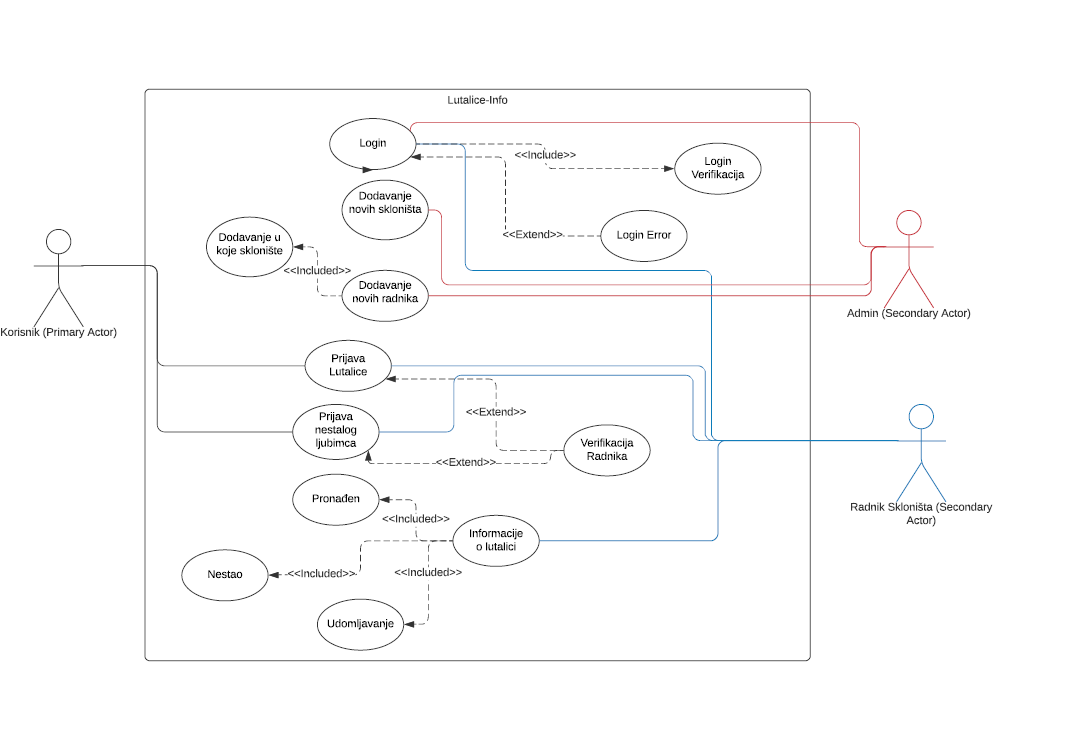 Lutalice-Info
Login
<<Include>>
Login
Verifikacija
Dodavanje
novih skloništa
<<Extend>>
Login Error
Dodavanje u
koje sklonište
<<Included>>
Dodavanje
novih radnika
Korisnik (Primary Actor)
Admin (Secondary Actor)
Prijava
Lutalice
<<Extend>>
Prijava
nestalog
ljubimca
Verifikacija
Radnika
<<Extend>>
Pronađen
<<Included>>
Radnik Skloništa (Secondary
Actor)
Informacije
o lutalici
Nestao
<<Included>>
<<Included>>
Udomljavanje